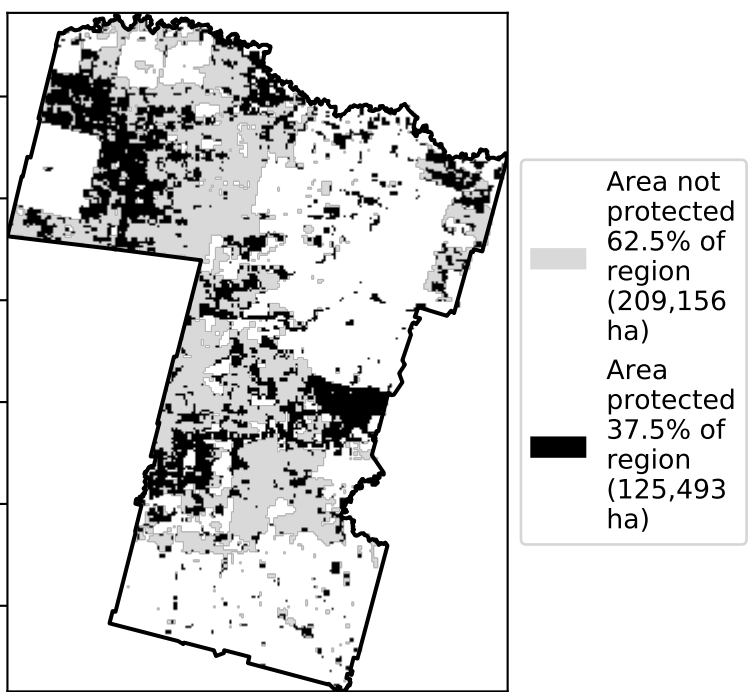 Area not
protected
62.5% of
region
(209,156
ha)
Area
protected
37.5% of
region
(125,493
ha)